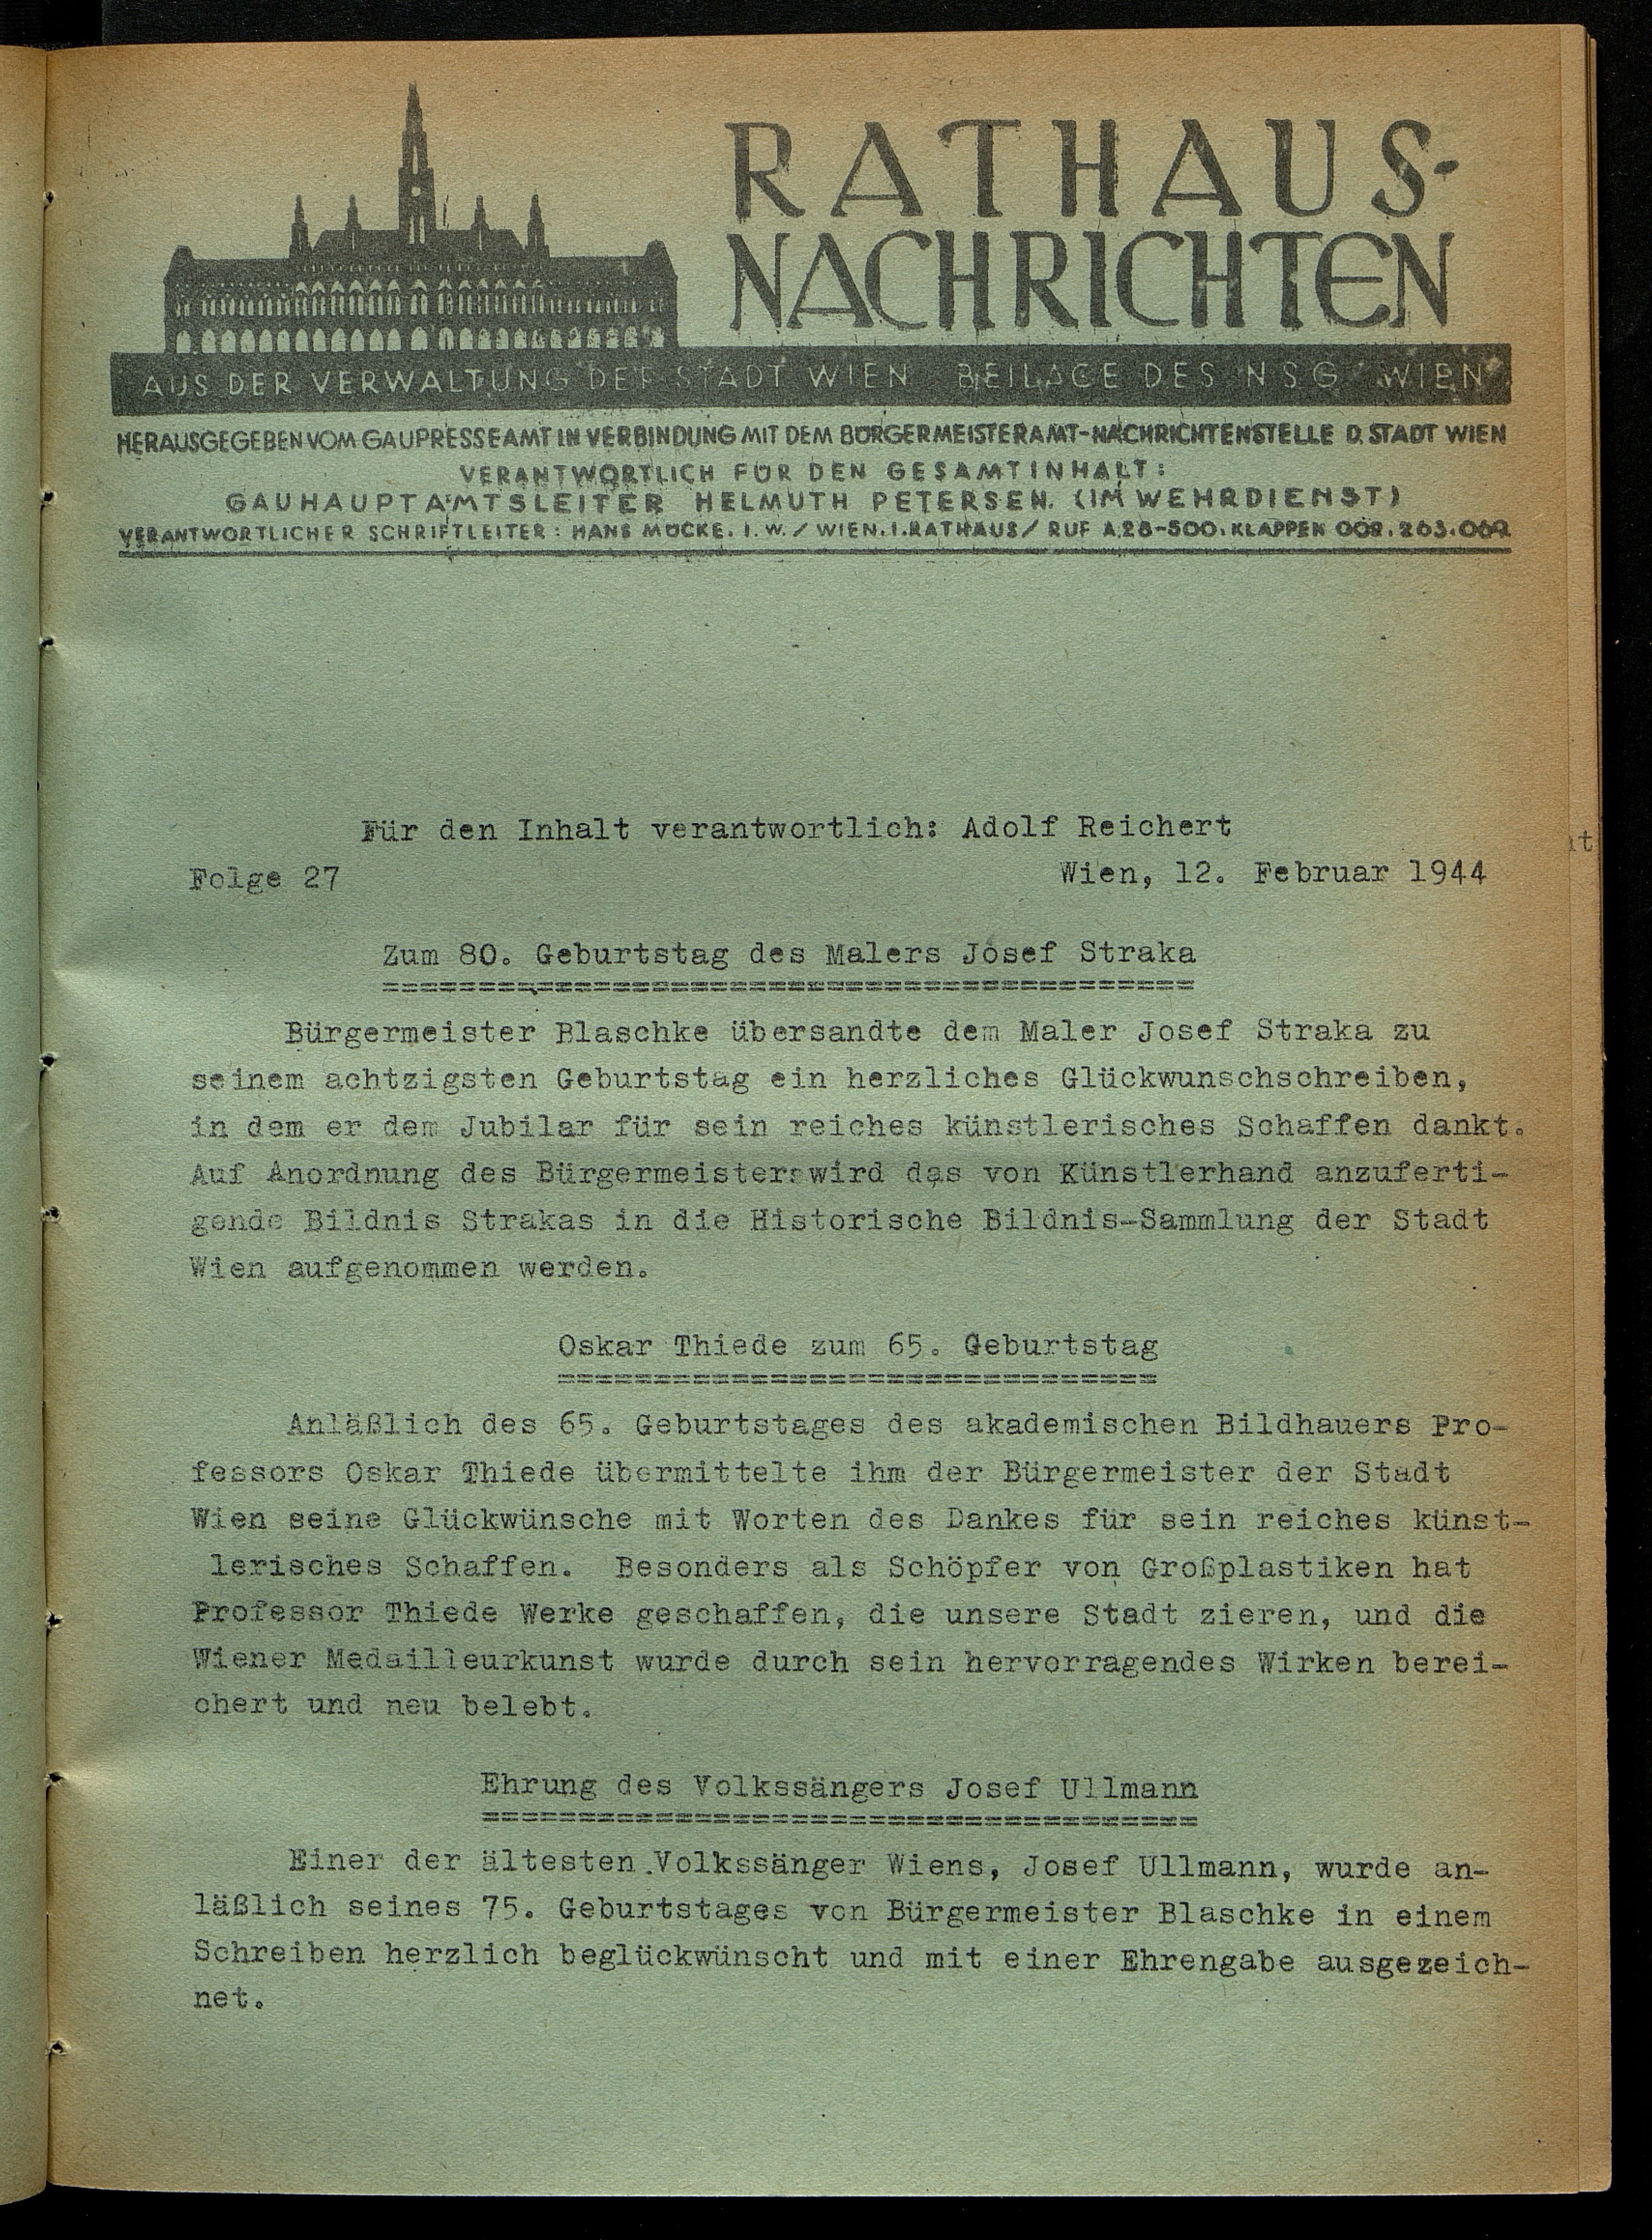 RATHAUS-
NACHRICHTEN
AUS DER VERWALTUNG DER STADT WIEN BEILAGE DES NSG WIEN
HERAUSGEGEBEN VOM GAUPRESSEAMT IN VERBINDUNG MIT DEM BÜRGERMEISTERAMT-NACHRICHTENSTELLE D. STADT WIEN
VERANTWORTLICH FÜR DEN GESAMTINHALT:
GAUHAUPTAMTSLEITER HELMUTH PETERSEN. (IM WEHRDIENST)
VERANTWORTLICHER SCHRIFTLEITER: HANS MÜCKE. I. W. / WIEN. I. RATHAUS / RUF A.28-500. KLAPPEN 002. 263. 069
Für den Inhalt verantwortlich: Adolf Reichert
Folge 27 Wien, 12. Februar 1944
Zum 80. Geburtstag des Malers Josef Straka
==========================================
Bürgermeister Blaschke übersandte dem Maler Josef Straka zu
seinem achtzigsten Geburtstag ein herzliches Glückwunschschreiben,
in dem er dem Jubilar für sein reiches künstlerisches Schaffen dankt.
Auf Anordnung des Bürgermeisters wird das von Künstlerhand anzuferti-
gende Bildnis Strakas in die Historische Bildnis-Sammlung der Stadt
Wien aufgenommen werden.
Oskar Thiede zum 65. Geburtstag
===============================
Anläßlich des 65. Geburtstages des akademischen Bildhauers Pro-
fessors Oskar Thiede übermittelte ihm der Bürgermeister der Stadt
Wien seine Glückwünsche mit Worten des Dankes für sein reiches künst-
lerisches Schaffen. Besonders als Schöpfer von Großplastiken hat
Professor Thiede Werke geschaffen, die unsere Stadt zieren, und die
Wiener Medailleurkunst wurde durch sein hervorragendes Wirken berei-
chert und neu belebt.
Ehrung des Volkssängers Josef Ullmann
=====================================
Einer der ältesten Volkssänger Wiens, Josef Ullmann, wurde an-
läßlich seines 75. Geburtstages von Bürgermeister Blaschke in einem
Schreiben herzlich beglückwünscht und mit einer Ehrengabe ausgezeich-
net.